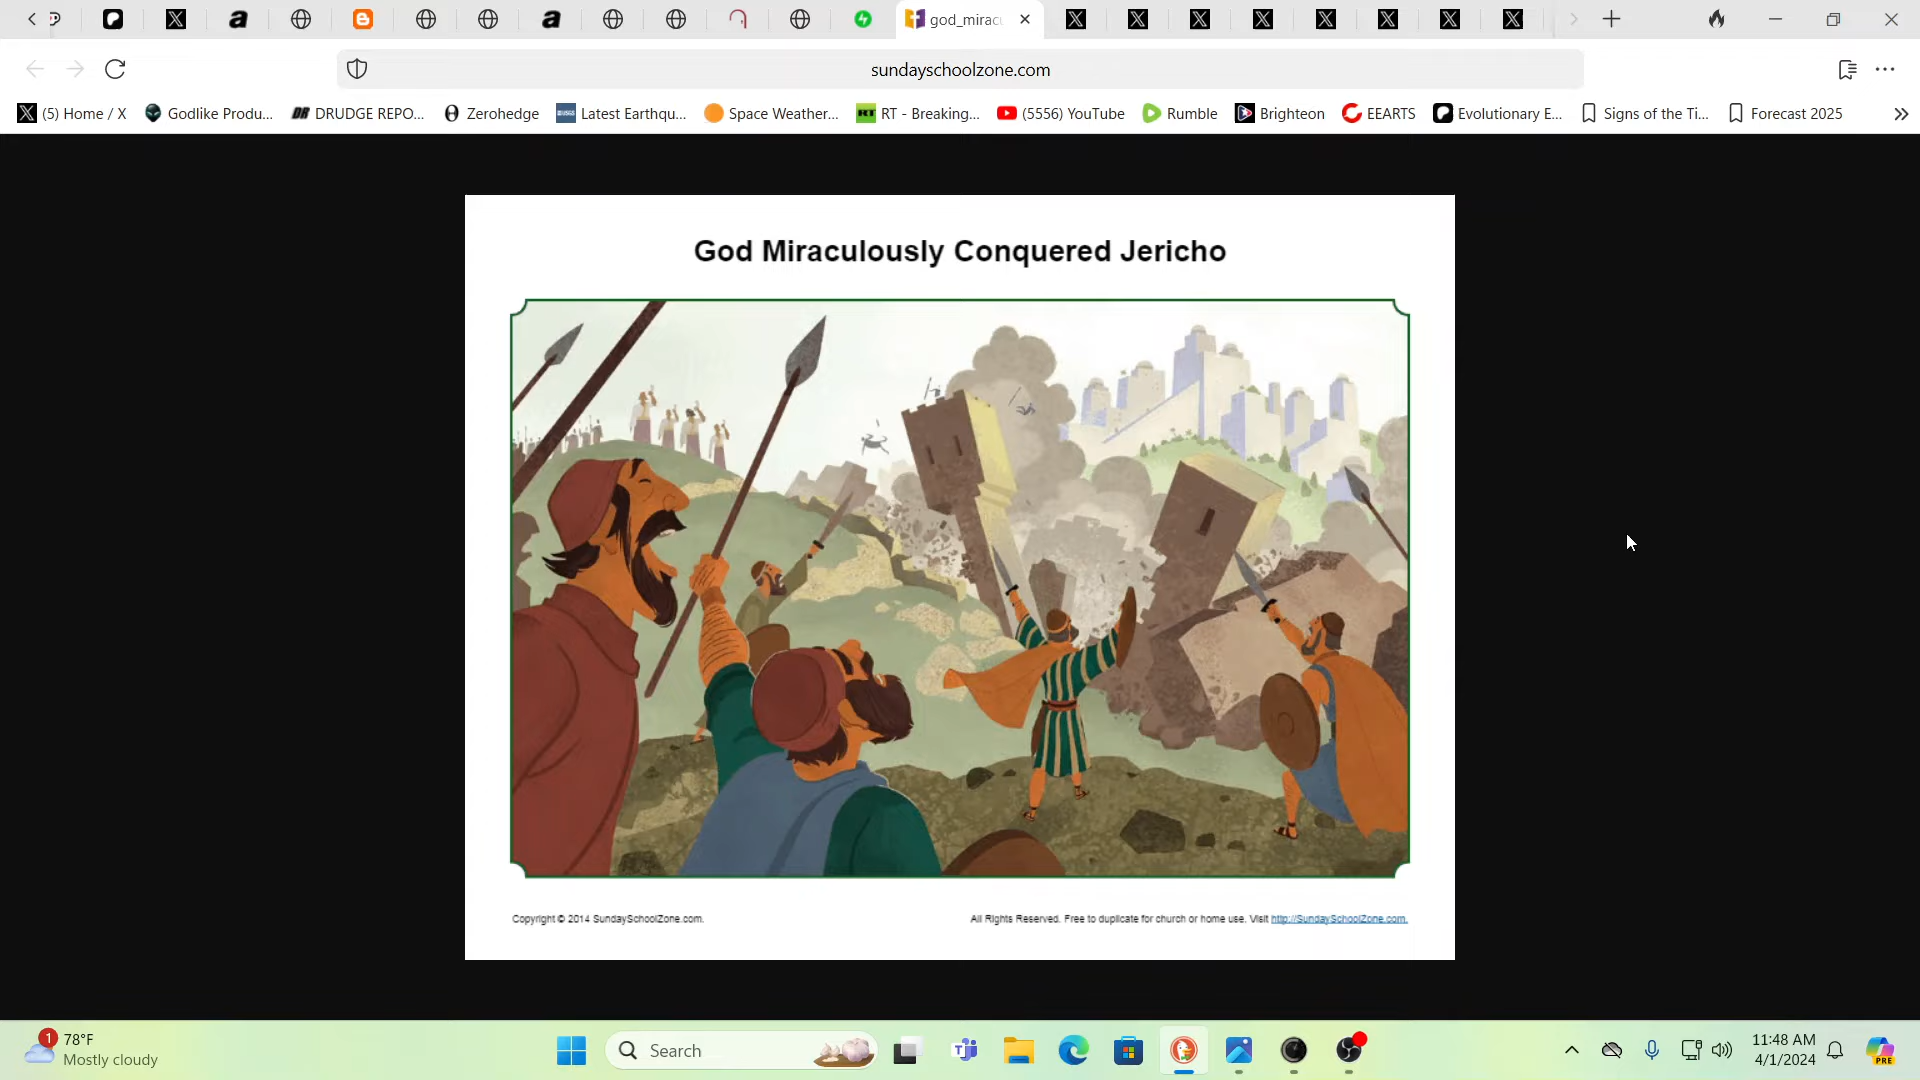 god_mirac
sundayschoolzone.com
(5) Home / X
Godlike Produ...
DRUDGE REPO...
Zerohedge
Latest Earthqu...
Space Weather...
RT - Breaking...
(5556) YouTube
Rumble
Brighteon
EEARTS
Evolutionary E...
Signs of the Ti...
Forecast 2025
God Miraculously Conquered Jericho
Copyright © 2014 SundaySchoolZone.com.
All Rights Reserved. Free to duplicate for church or home use. Visit http://SundaySchoolZone.com.
1
78°F
Mostly cloudy
Search
11:48 AM
4/1/2024
PRE